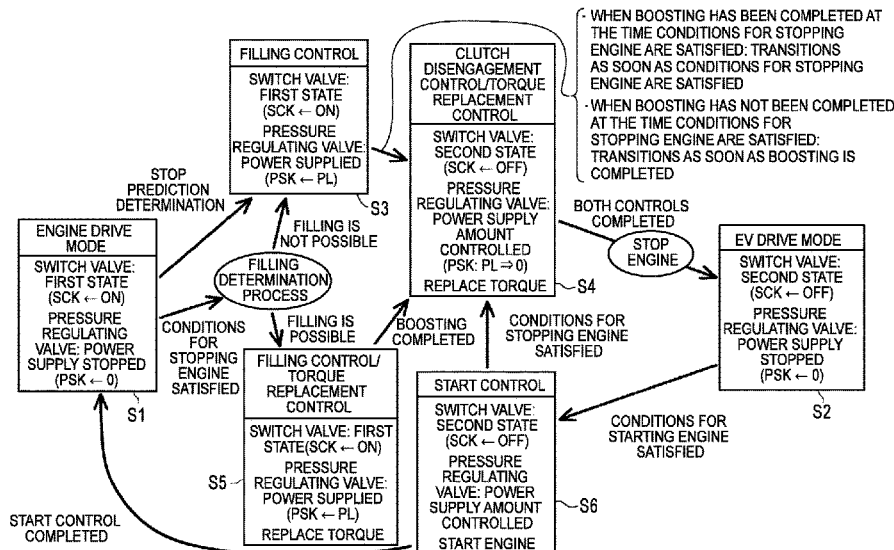 FILLING CONTROL
SWITCH VALVE:
FIRST STATE
(SCK ← ON)
PRESSURE
REGULATING VALVE:
POWER SUPPLIED
(PSK ← PL)
S3
CLUTCH
DISENGAGEMENT
CONTROL/TORQUE
REPLACEMENT
CONTROL
SWITCH VALVE:
SECOND STATE
(SCK ← OFF)
PRESSURE
REGULATING VALVE:
POWER SUPPLY
AMOUNT
CONTROLLED
(PSK: PL ⇒ 0)
REPLACE TORQUE
S4
· WHEN BOOSTING HAS BEEN COMPLETED AT
THE TIME CONDITIONS FOR STOPPING
ENGINE ARE SATISFIED: TRANSITIONS
AS SOON AS CONDITIONS FOR STOPPING
ENGINE ARE SATISFIED
· WHEN BOOSTING HAS NOT BEEN COMPLETED
AT THE TIME CONDITIONS FOR
STOPPING ENGINE ARE SATISFIED:
TRANSITIONS AS SOON AS BOOSTING IS
COMPLETED
STOP
PREDICTION
DETERMINATION
ENGINE DRIVE
MODE
SWITCH VALVE:
FIRST STATE
(SCK ← ON)
PRESSURE
REGULATING
VALVE: POWER
SUPPLY STOPPED
(PSK ← 0)
S1
FILLING IS
NOT POSSIBLE
FILLING
DETERMINATION
PROCESS
FILLING IS
POSSIBLE
CONDITIONS
FOR
STOPPING
ENGINE
SATISFIED
BOTH CONTROLS
COMPLETED
STOP
ENGINE
EV DRIVE MODE
SWITCH VALVE:
SECOND STATE
(SCK ← OFF)
PRESSURE
REGULATING VALVE:
POWER SUPPLY
STOPPED
(PSK ← 0)
S2
BOOSTING
COMPLETED
CONDITIONS FOR
STOPPING ENGINE
SATISFIED
FILLING CONTROL/
TORQUE
REPLACEMENT
CONTROL
SWITCH VALVE: FIRST
STATE(SCK ← ON)
PRESSURE
REGULATING VALVE:
POWER SUPPLIED
(PSK ← PL)
REPLACE TORQUE
S5
START CONTROL
SWITCH VALVE:
SECOND STATE
(SCK ← OFF)
PRESSURE
REGULATING
VALVE: POWER
SUPPLY AMOUNT
CONTROLLED
START ENGINE
S6
CONDITIONS FOR
STARTING ENGINE
SATISFIED
START CONTROL
COMPLETED